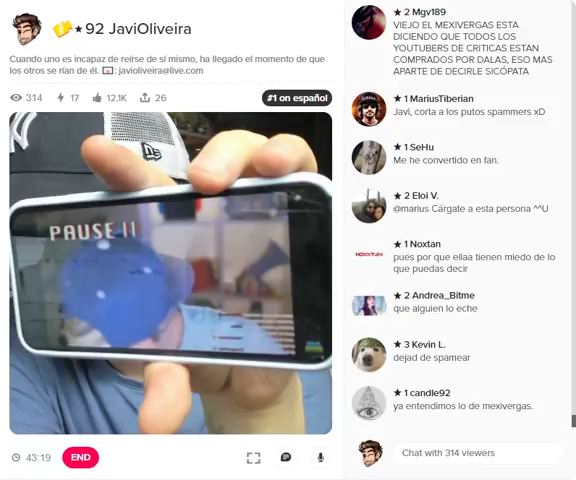 ★ 92 JaviOliveira
Cuando uno es incapaz de reírse de sí mismo, ha llegado el momento de que
los otros se rían de él. 📧: javioliveira@live.com
314 17 12.1K 26 #1 on español
PAUSE II
43:19 END
★ 2 Mgv189
VIEJO EL MEXIVERGAS ESTA
DICIENDO QUE TODOS LOS
YOUTUBERS DE CRITICAS ESTAN
COMPRADOS POR DALAS, ESO MAS
APARTE DE DECIRLE SICÓPATA
★ 1 MariusTiberian
Javi, corta a los putos spammers xD
★ 1 SeHu
Me he convertido en fan.
★ 2 Eloi V.
@marius Cárgate a esta persona ^^U
★ 1 Noxtan
NOXXTAN
pues por que ellaa tienen miedo de lo
que puedas decir
★ 2 Andrea_Bitme
que alguien lo eche
★ 3 Kevin L.
dejad de spamear
★ 1 candle92
ya entendimos lo de mexivergas.
Chat with 314 viewers